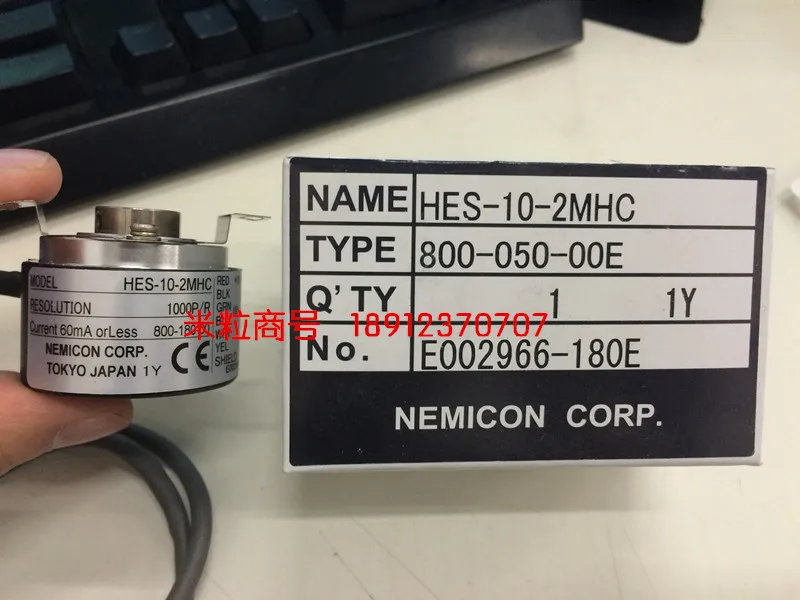 MODEL HES-10-2MHC
RESOLUTION 1000P/R
Current 60mA orLess 800-180
NEMICON CORP.
TOKYO JAPAN 1Y
CE
RED
BLK
GRN
YEL
SHIELD
米粒商号 18912370707
NAME HES-10-2MHC
TYPE 800-050-00E
Q'TY 1 1Y
No. E002966-180E
NEMICON CORP.